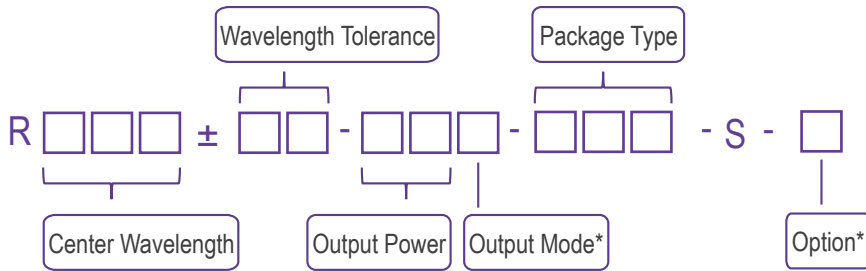 Wavelength Tolerance
Package Type
R ± - - - S -
Center Wavelength
Output Power
Output Mode*
Option*